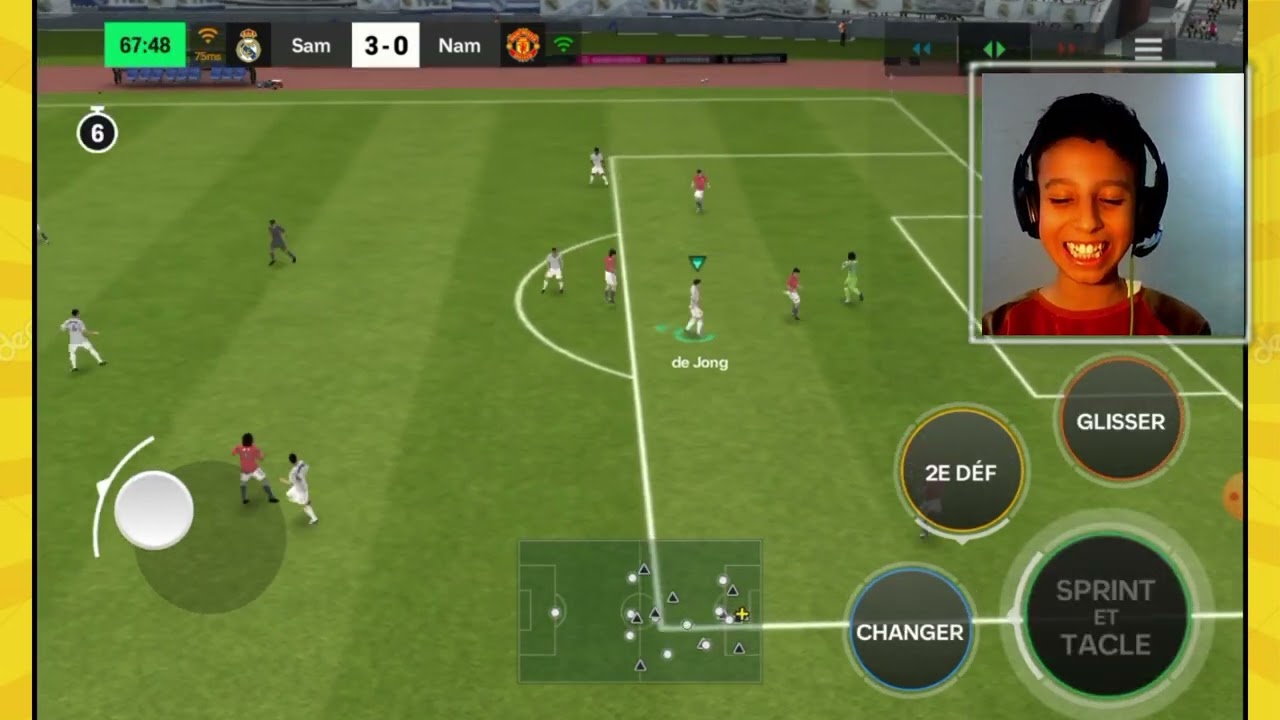 67:48
75ms
Sam
3-0
Nam
6
de Jong
GLISSER
2E DÉF
CHANGER
SPRINT
ET
TACLE